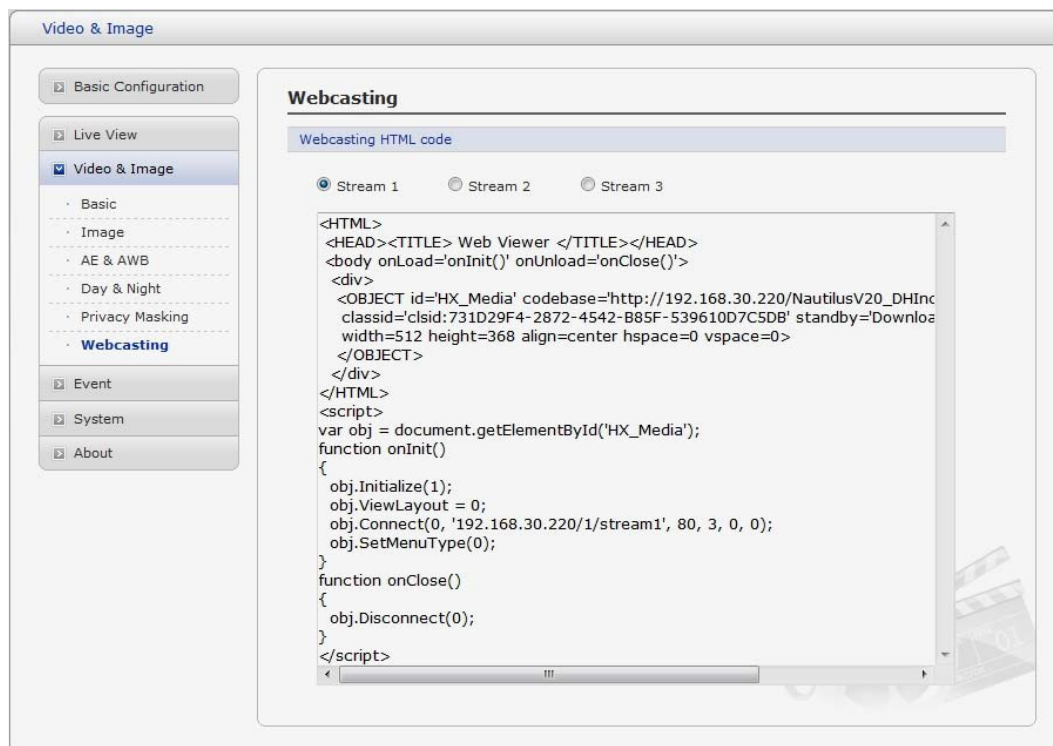 Video & Image
Basic Configuration
Live View
Video & Image
· Basic
· Image
· AE & AWB
· Day & Night
· Privacy Masking
· Webcasting
Event
System
About
Webcasting
Webcasting HTML code
Stream 1 Stream 2 Stream 3
<HTML>
<HEAD><TITLE> Web Viewer </TITLE></HEAD>
<body onLoad='onInit()' onUnload='onClose()'>
<div>
<OBJECT id='HX_Media' codebase='http://192.168.30.220/NautilusV20_DHInc
classid='clsid:731D29F4-2872-4542-B85F-539610D7C5DB' standby='Downloa
width=512 height=368 align=center hspace=0 vspace=0>
</OBJECT>
</div>
</HTML>
<script>
var obj = document.getElementById('HX_Media');
function onInit()
{
obj.Initialize(1);
obj.ViewLayout = 0;
obj.Connect(0, '192.168.30.220/1/stream1', 80, 3, 0, 0);
obj.SetMenuType(0);
}
function onClose()
{
obj.Disconnect(0);
}
</script>
01